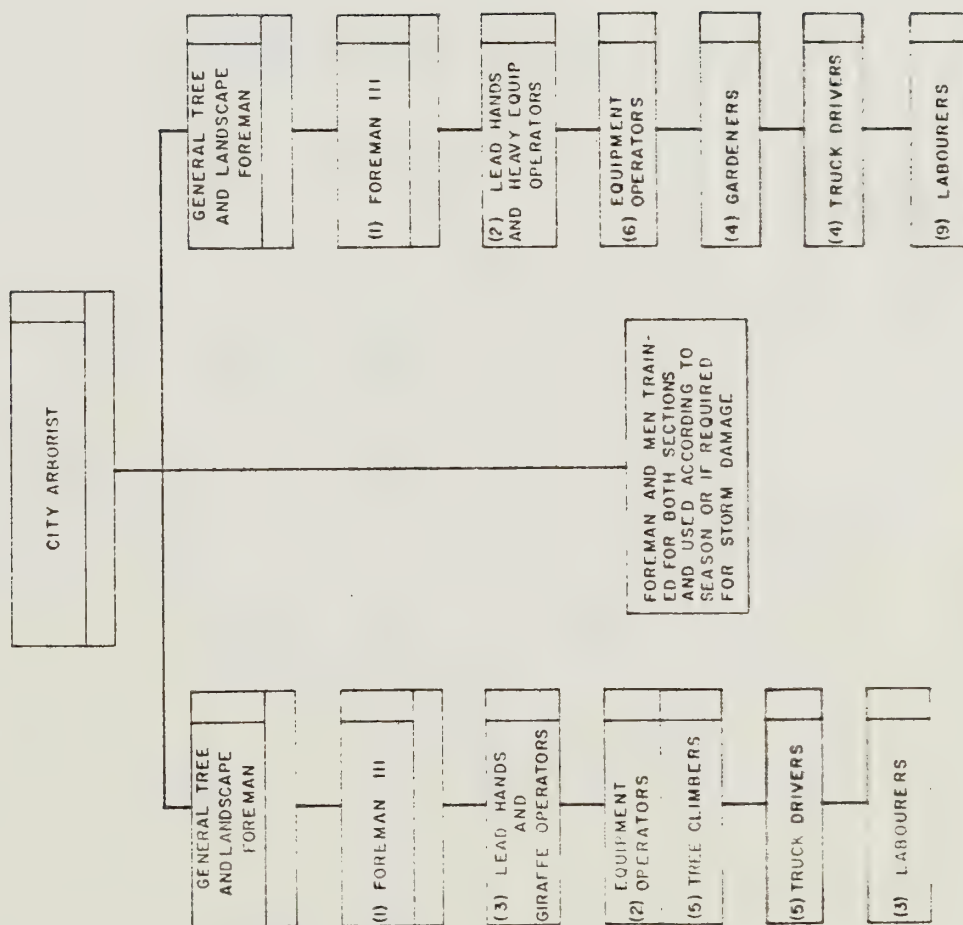 CITY ARBORIST
GENERAL TREE
AND LANDSCAPE
FOREMAN
(1) FOREMAN III
(3) LEAD HANDS
AND
GIRAFFE OPERATORS
EQUIPMENT
(2) OPERATORS
(5) TREE CLIMBERS
(5) TRUCK DRIVERS
(3) LABOURERS
FOREMAN AND MEN TRAIN-
ED FOR BOTH SECTIONS
AND USED ACCORDING TO
SEASON OR IF REQUIRED
FOR STORM DAMAGE
GENERAL TREE
AND LANDSCAPE
FOREMAN
(1) FOREMAN III
(2) LEAD HANDS
AND HEAVY EQUIP
OPERATORS
EQUIPMENT
(6) OPERATORS
(4) GARDENERS
(4) TRUCK DRIVERS
(9) LABOURERS